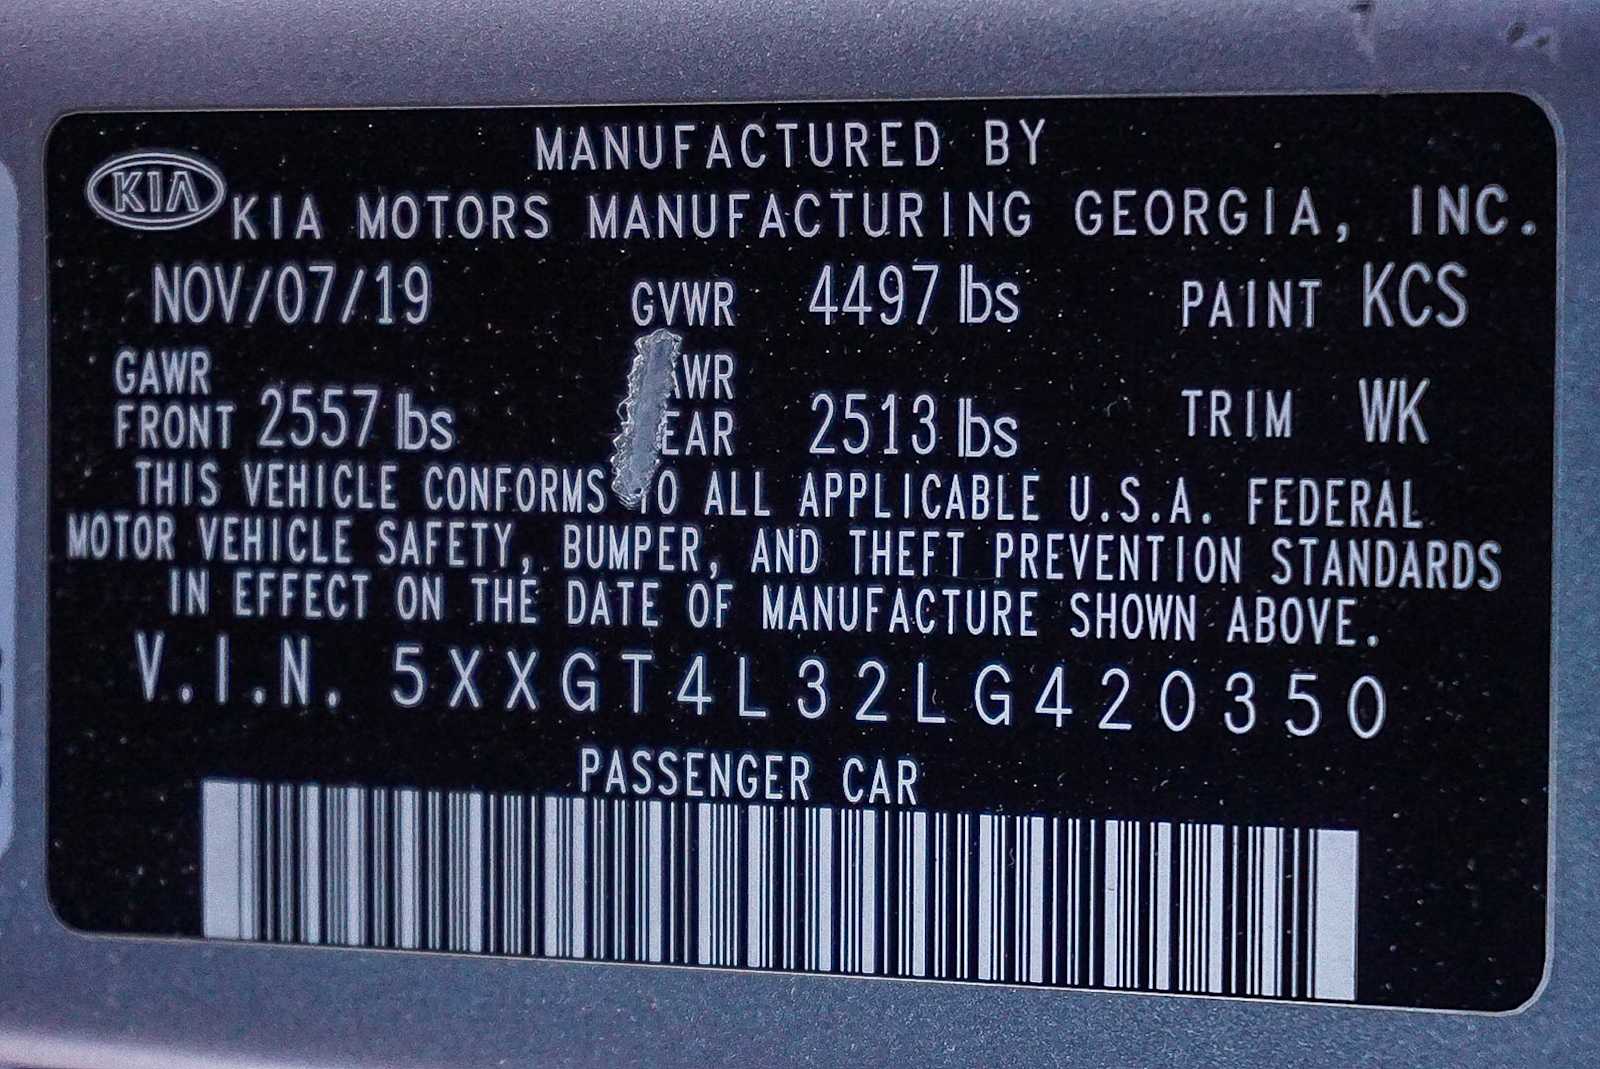 MANUFACTURED BY
KIA KIA MOTORS MANUFACTURING GEORGIA, INC.
NOV/07/19 GVWR 4497 lbs PAINT KCS
GAWR FRONT 2557 lbs 2513 lbs TRIM WK
THIS VEHICLE CONFORMS TO ALL APPLICABLE U.S.A. FEDERAL
MOTOR VEHICLE SAFETY, BUMPER, AND THEFT PREVENTION STANDARDS
IN EFFECT ON THE DATE OF MANUFACTURE SHOWN ABOVE.
V.I.N. 5XXGT4L32LG420350
PASSENGER CAR